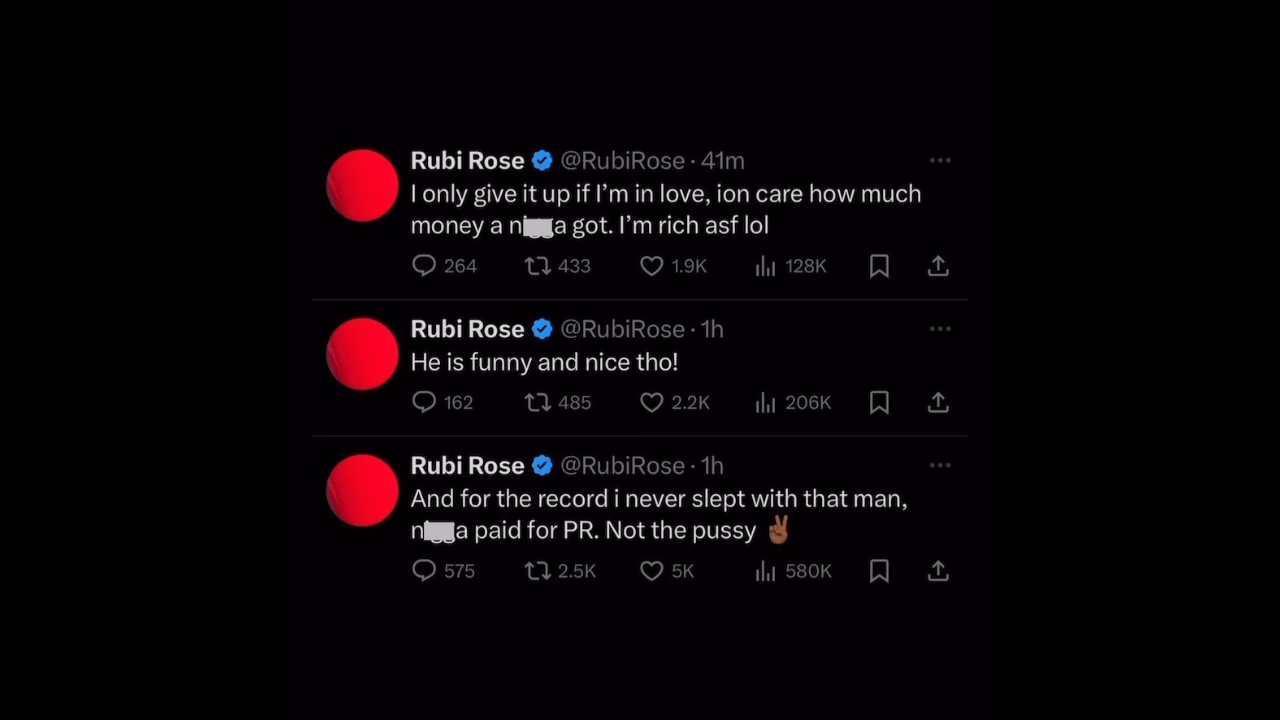 Rubi Rose @RubiRose · 41m
I only give it up if I’m in love, ion care how much
money a n a got. I’m rich asf lol
264 433 1.9K 128K
Rubi Rose @RubiRose · 1h
He is funny and nice tho!
162 485 2.2K 206K
Rubi Rose @RubiRose · 1h
And for the record i never slept with that man,
n a paid for PR. Not the pussy ✌🏾
575 2.5K 5K 580K